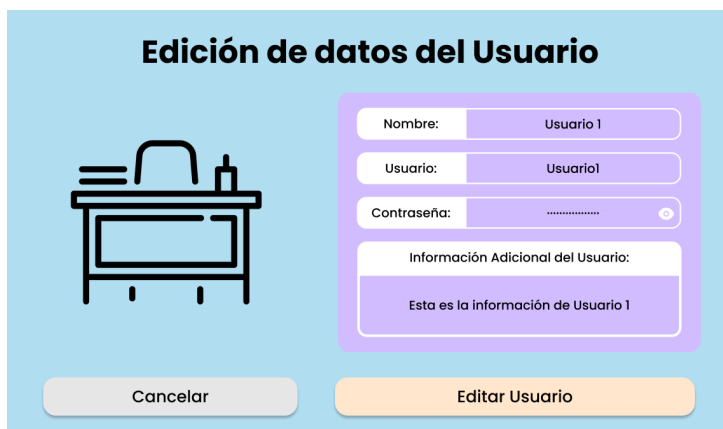 Edición de datos del Usuario
Nombre: Usuario 1
Usuario: Usuario1
Contraseña: ·················
Información Adicional del Usuario:
Esta es la información de Usuario 1
Cancelar Editar Usuario